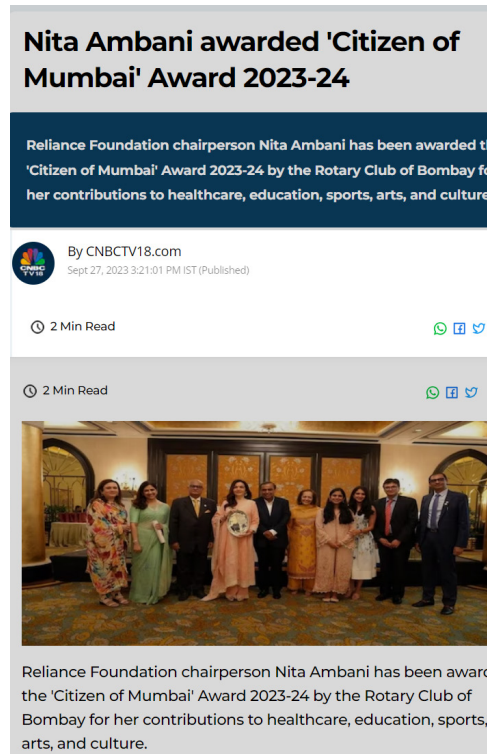 Nita Ambani awarded 'Citizen of
Mumbai' Award 2023-24
Reliance Foundation chairperson Nita Ambani has been awarded
'Citizen of Mumbai' Award 2023-24 by the Rotary Club of Bombay
her contributions to healthcare, education, sports, arts, and culture
By CNBCTV18.com
CNBC
TV18
Sept 27, 2023 3:21:01 PM IST (Published)
2 Min Read
2 Min Read
Reliance Foundation chairperson Nita Ambani has been
the 'Citizen of Mumbai' Award 2023-24 by the Rotary Club of
Bombay for her contributions to healthcare, education, sports,
arts, and culture.